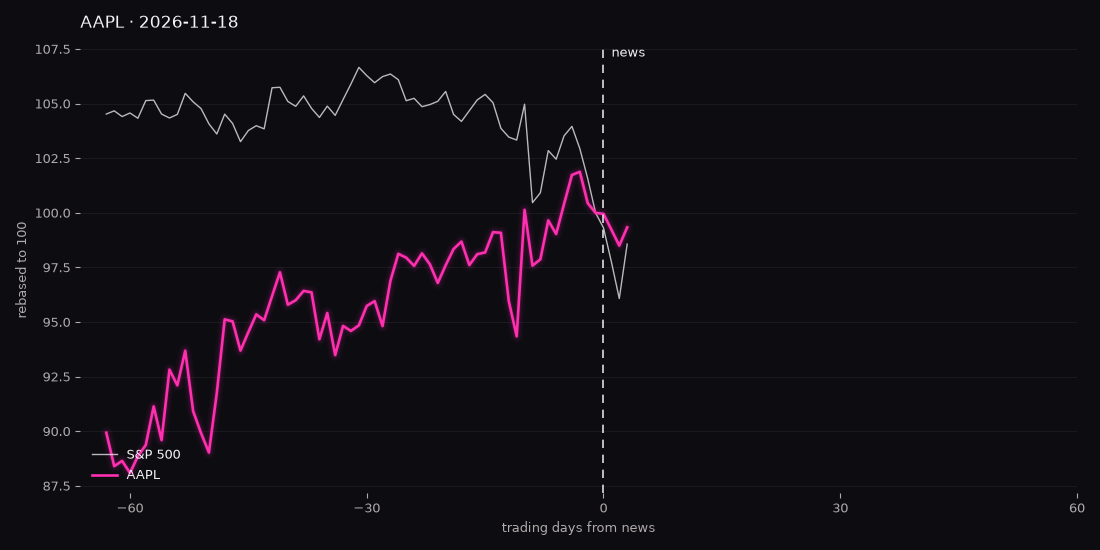 AAPL · 2026-11-18
107.5
105.0
102.5
100.0
97.5
95.0
92.5
90.0
87.5
rebased to 100
news
S&P 500
AAPL
−60
−30
0
30
60
trading days from news